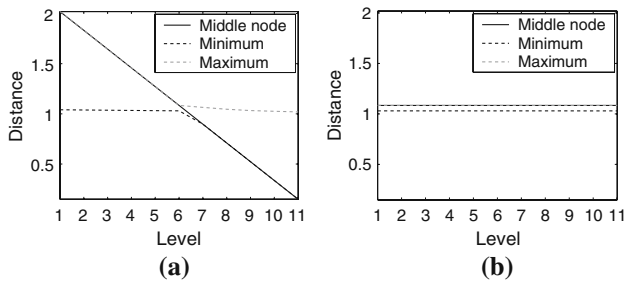 2
1.5
1
0.5
Distance
Middle node
Minimum
Maximum
1 2 3 4 5 6 7 8 9 10 11
Level
(a)
2
1.5
1
0.5
Distance
Middle node
Minimum
Maximum
1 2 3 4 5 6 7 8 9 10 11
Level
(b)